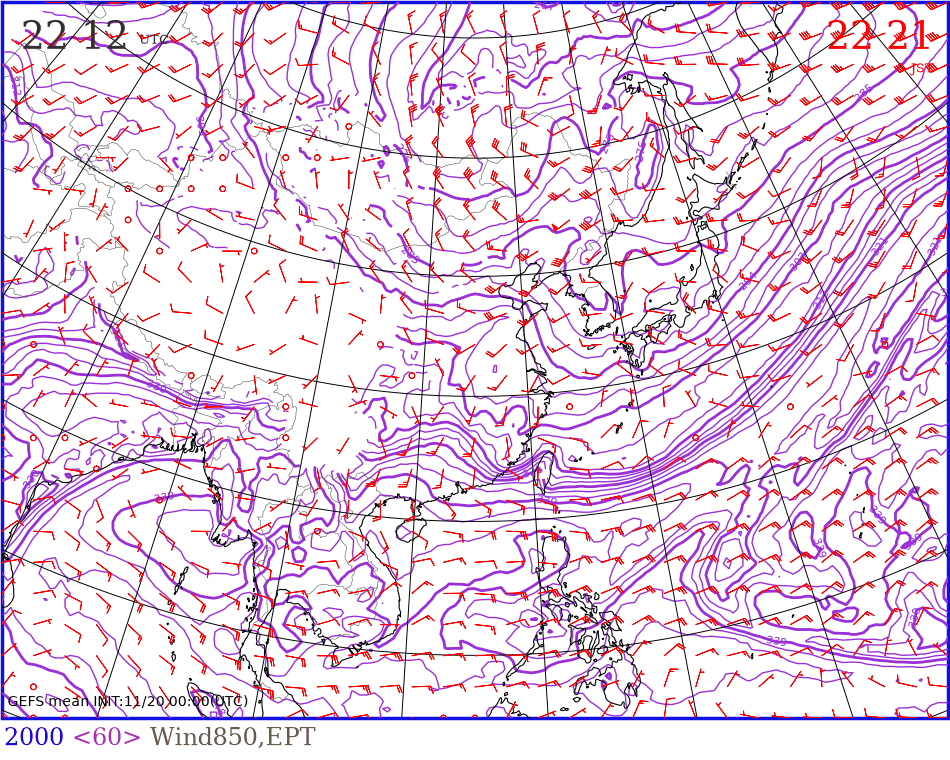 22 12 UTC 22 21 JST
GEFS mean INIT:11/20 00:00(UTC)
2000 <60> Wind850,EPT